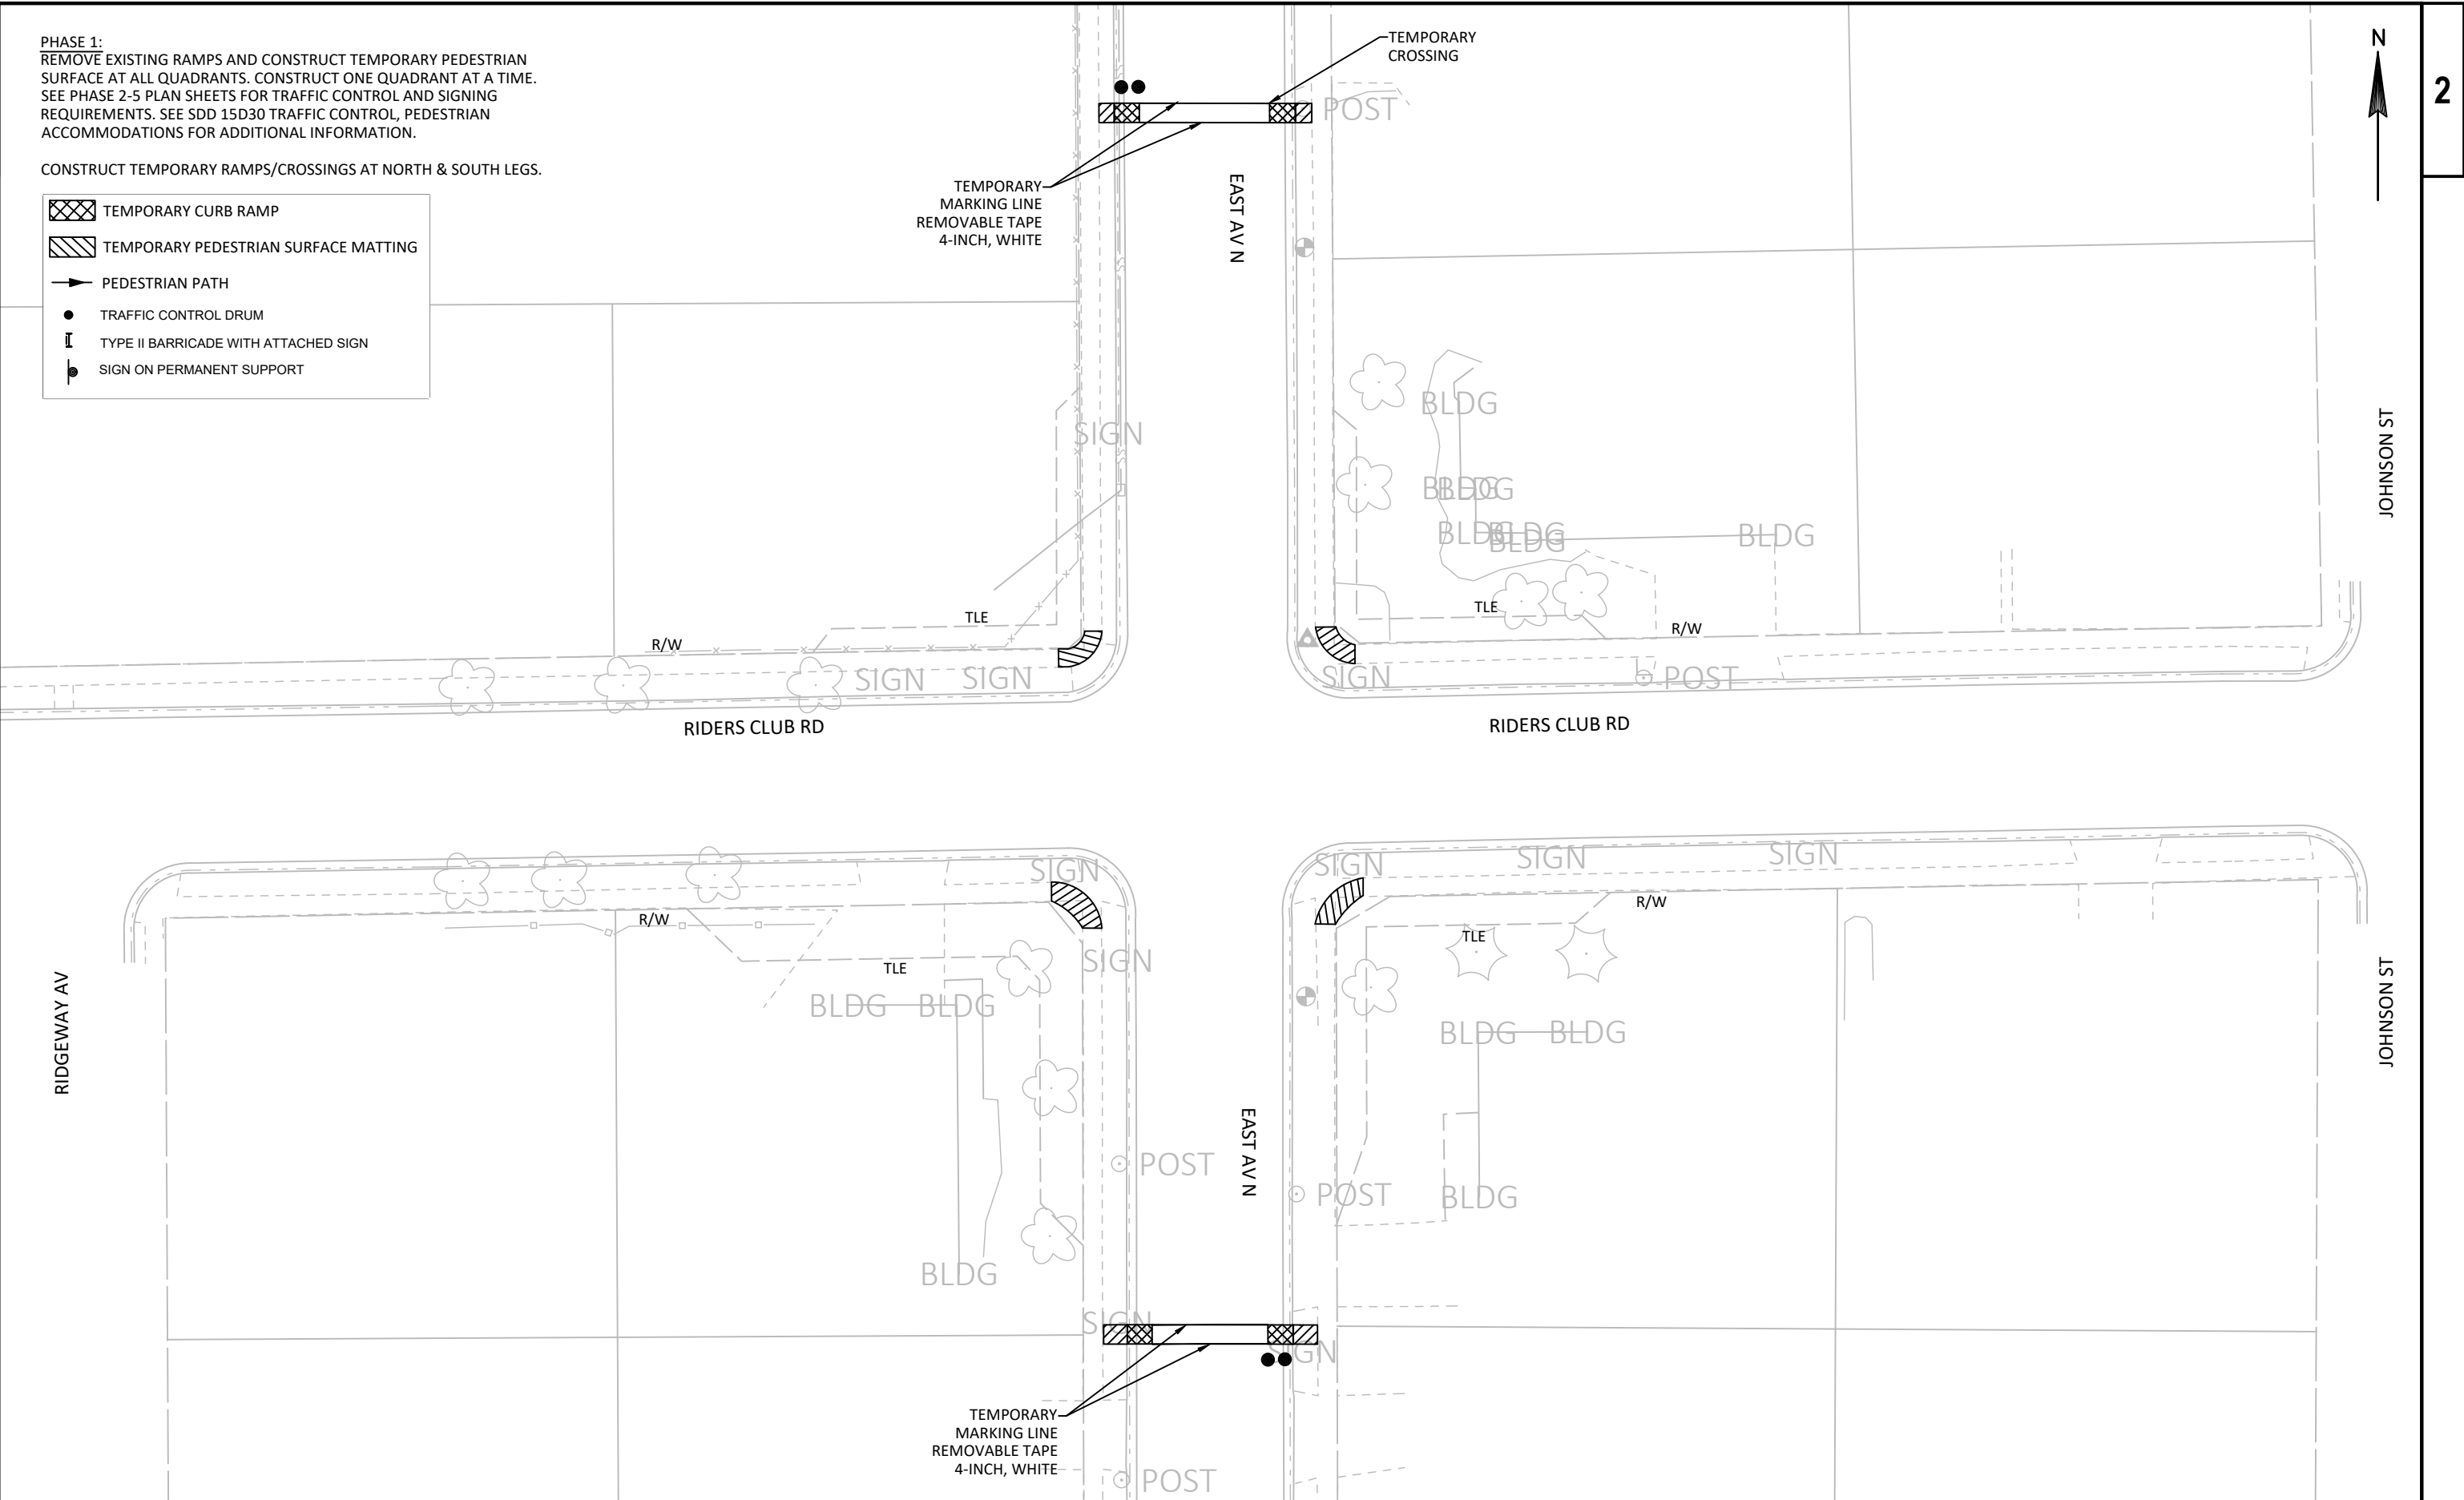 PHASE 1:
REMOVE EXISTING RAMPS AND CONSTRUCT TEMPORARY PEDESTRIAN
SURFACE AT ALL QUADRANTS. CONSTRUCT ONE QUADRANT AT A TIME.
SEE PHASE 2-5 PLAN SHEETS FOR TRAFFIC CONTROL AND SIGNING
REQUIREMENTS. SEE SDD 15D30 TRAFFIC CONTROL, PEDESTRIAN
ACCOMMODATIONS FOR ADDITIONAL INFORMATION.
CONSTRUCT TEMPORARY RAMPS/CROSSINGS AT NORTH & SOUTH LEGS.
TEMPORARY CURB RAMP
TEMPORARY PEDESTRIAN SURFACE MATTING
PEDESTRIAN PATH
TRAFFIC CONTROL DRUM
TYPE II BARRICADE WITH ATTACHED SIGN
SIGN ON PERMANENT SUPPORT
TEMPORARY
CROSSING
N
2
POST
TEMPORARY
MARKING LINE
REMOVABLE TAPE
4-INCH, WHITE
EAST AV N
SIGN
BLDG
BLDG
BLDG
BLDG
BLDG
BLDG
JOHNSON ST
TLE
TLE
R/W
R/W
SIGN
SIGN
SIGN
POST
RIDERS CLUB RD
RIDERS CLUB RD
SIGN
SIGN
SIGN
SIGN
R/W
R/W
TLE
TLE
SIGN
BLDG
BLDG
BLDG
BLDG
RIDGEWAY AV
JOHNSON ST
EAST AV N
POST
POST
BLDG
BLDG
SIGN
SIGN
TEMPORARY
MARKING LINE
REMOVABLE TAPE
4-INCH, WHITE
POST